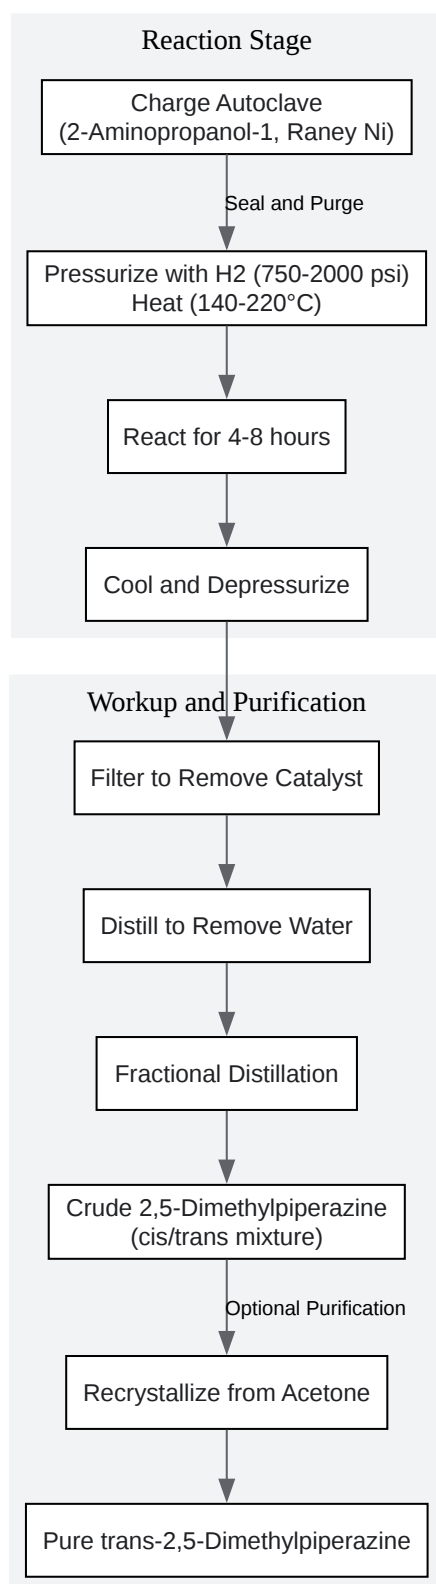 Reaction Stage
Charge Autoclave
(2-Aminopropanol-1, Raney Ni)
Seal and Purge
Pressurize with H2 (750-2000 psi)
Heat (140-220°C)
React for 4-8 hours
Cool and Depressurize
Workup and Purification
Filter to Remove Catalyst
Distill to Remove Water
Fractional Distillation
Crude 2,5-Dimethylpiperazine
(cis/trans mixture)
Optional Purification
Recrystallize from Acetone
Pure trans-2,5-Dimethylpiperazine